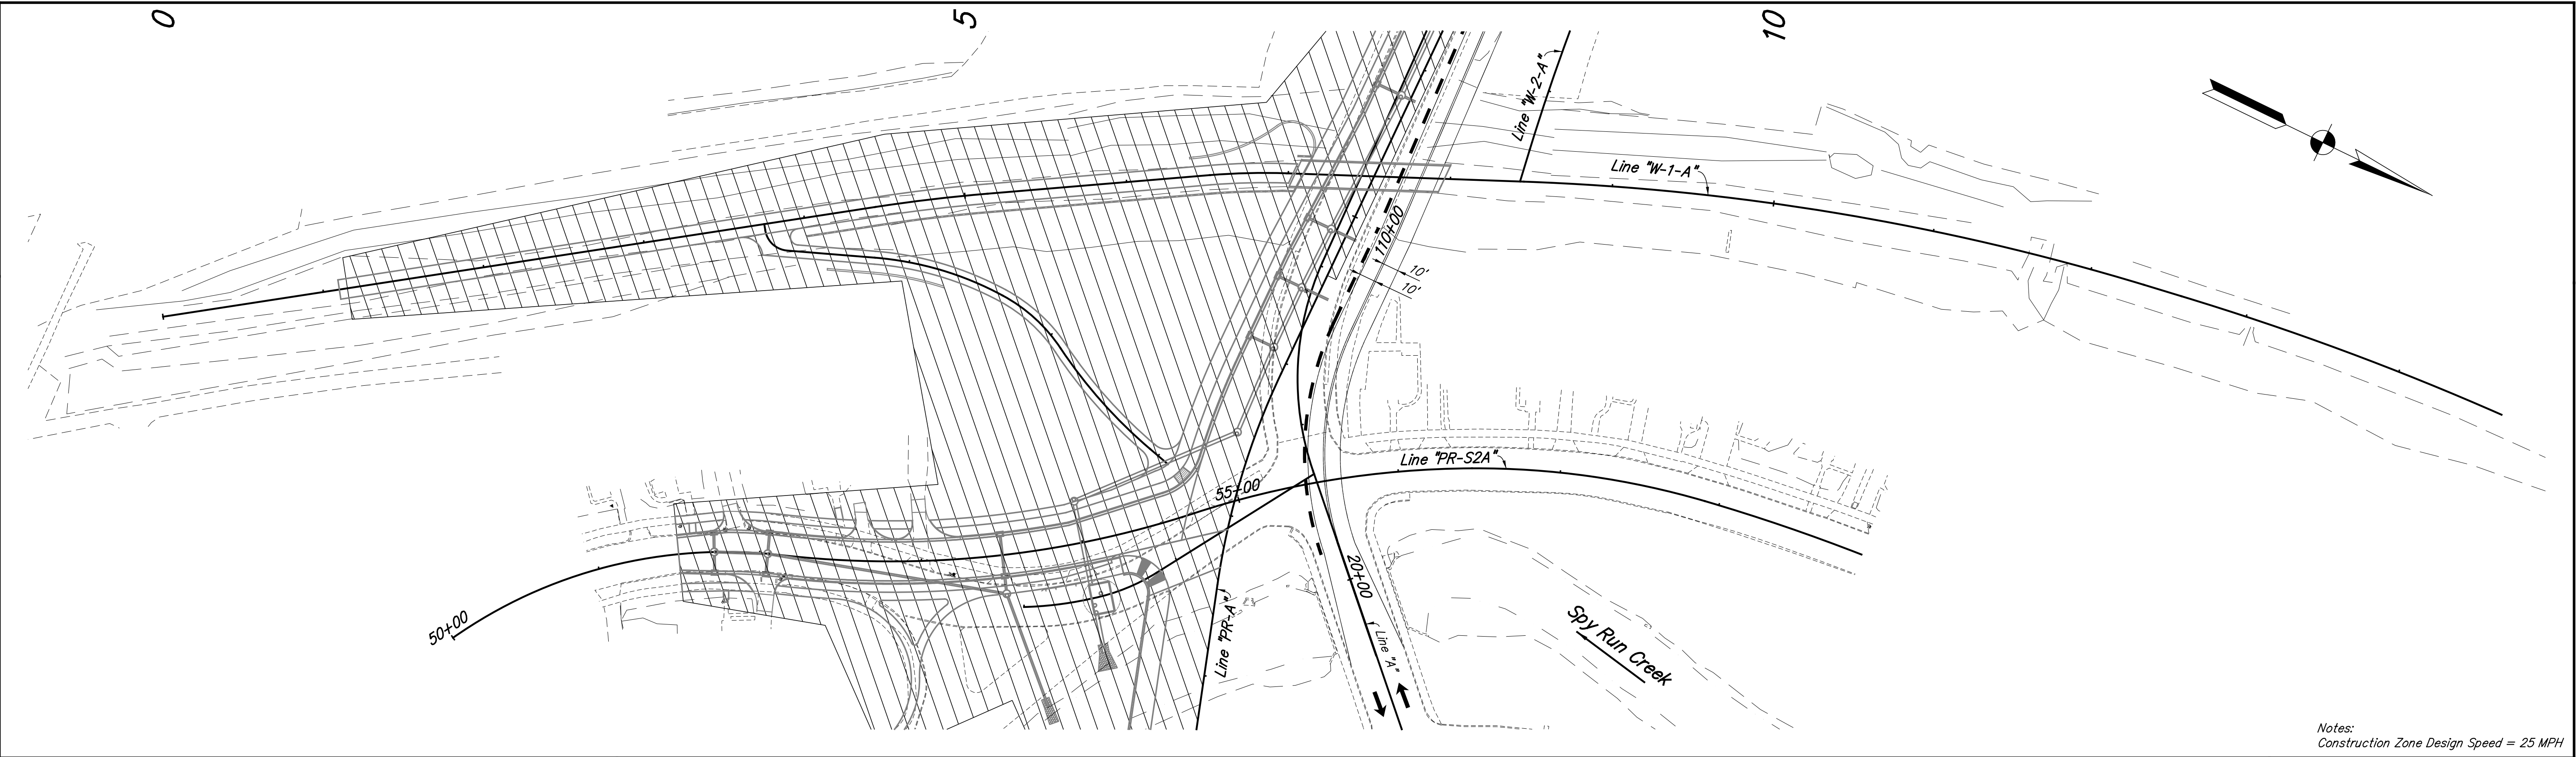 0
5
10
Line "W-2-A"
Line "W-1-A"
110+00
10'
10'
Line "PR-S2A"
55+00
50+00
20+00
Line "PR-A"
Line "A"
Spy Run Creek
Notes:
Construction Zone Design Speed = 25 MPH